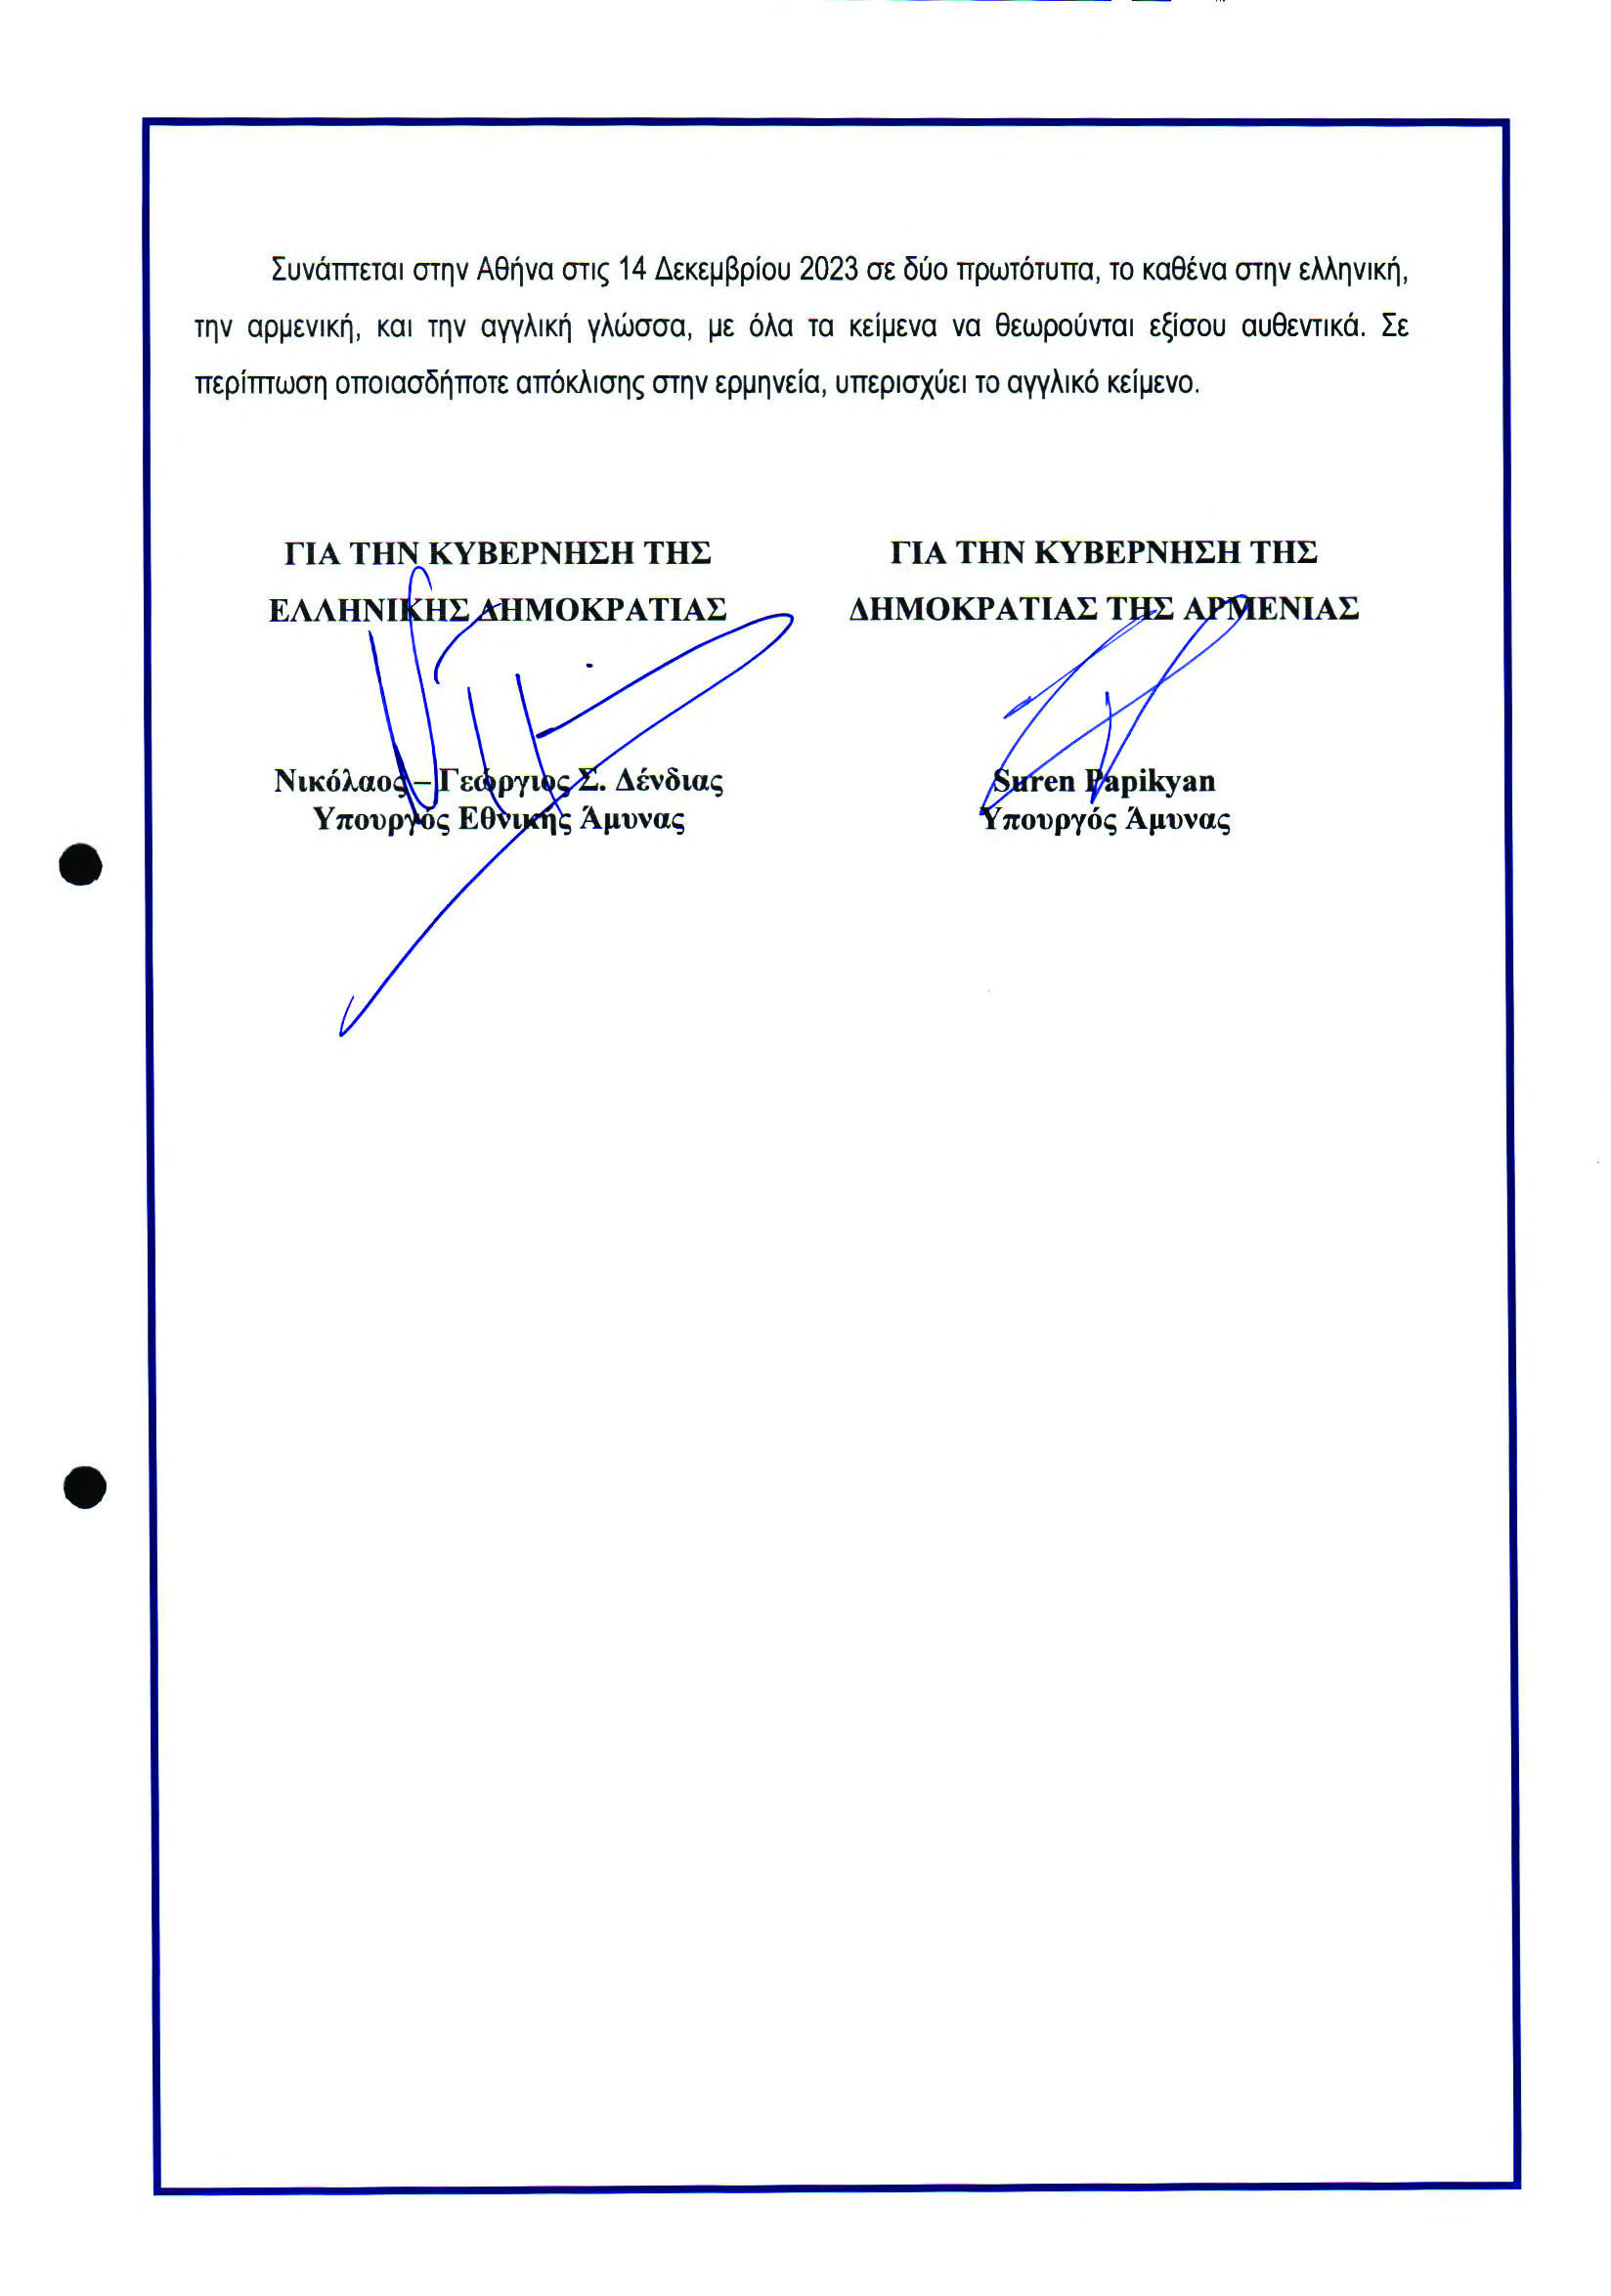 Συνάπτεται στην Αθήνα στις 14 Δεκεμβρίου 2023 σε δύο πρωτότυπα, το καθένα στην ελληνική,
την αρμενική, και την αγγλική γλώσσα, με όλα τα κείμενα να θεωρούνται εξίσου αυθεντικά. Σε
περίπτωση οποιασδήποτε απόκλισης στην ερμηνεία, υπερισχύει το αγγλικό κείμενο.
ΓΙΑ ΤΗΝ ΚΥΒΕΡΝΗΣΗ ΤΗΣ
ΕΛΛΗΝΙΚΗΣ ΔΗΜΟΚΡΑΤΙΑΣ
Νικόλαος – Γεώργιος Σ. Δένδιας
Υπουργός Εθνικής Άμυνας
ΓΙΑ ΤΗΝ ΚΥΒΕΡΝΗΣΗ ΤΗΣ
ΔΗΜΟΚΡΑΤΙΑΣ ΤΗΣ ΑΡΜΕΝΙΑΣ
Suren Papikyan
Υπουργός Άμυνας